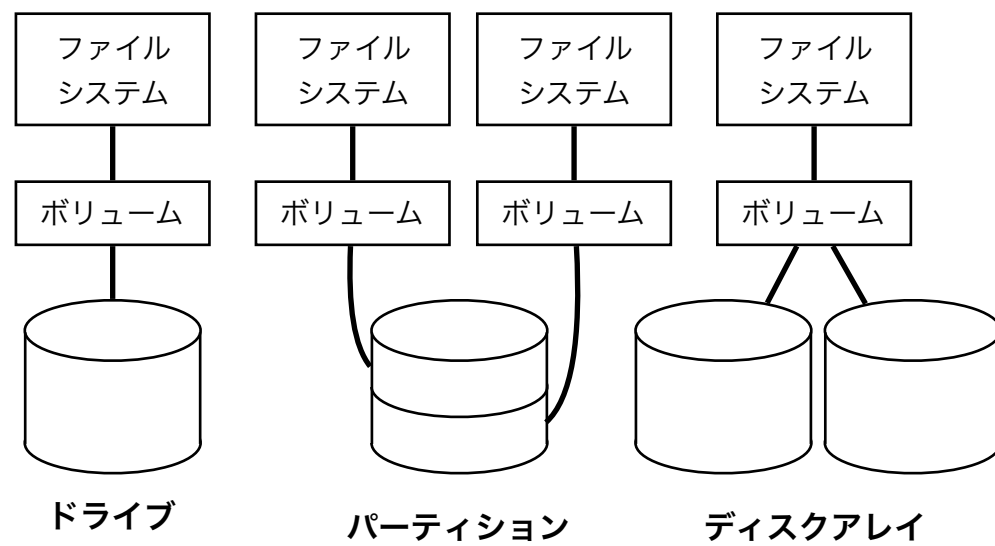 ファイル
システム
ファイル
システム
ファイル
システム
ファイル
システム
ボリューム
ボリューム
ボリューム
ボリューム
ドライブ
パーティション
ディスクアレイ